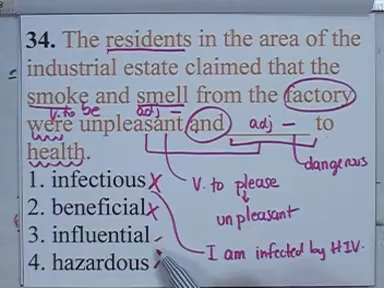 34. The residents in the area of the
industrial estate claimed that the
smoke and smell from the factory
v. to be adj -
were unpleasant and adj - to
health.
dangerous
1. infectious
2. beneficial
3. influential
4. hazardous
V. to please
unpleasant
I am infected by HIV.